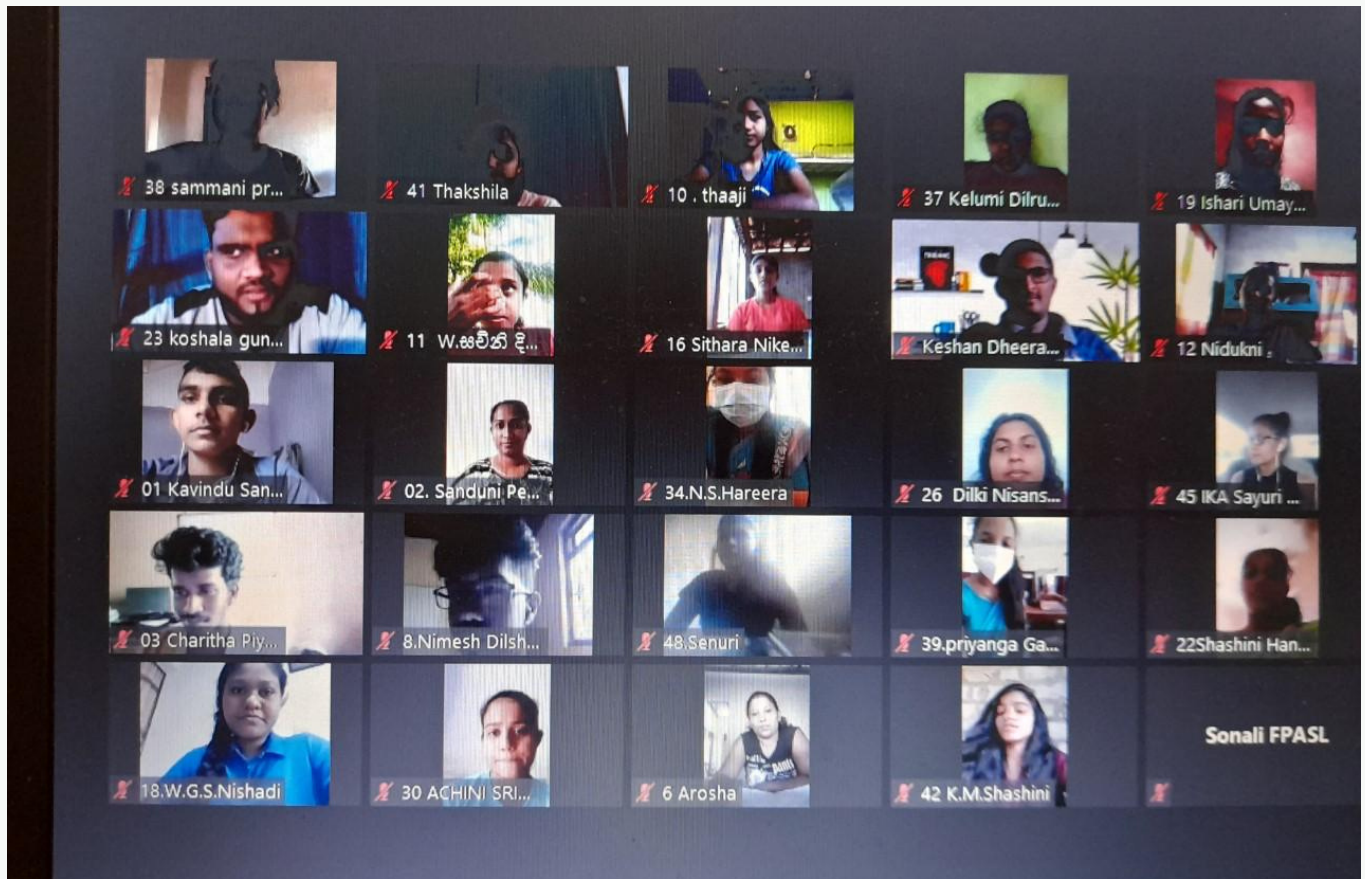 38 sammani pr...
41 Thakshila
10 . thaaji
37 Kelumi Dilru...
19 Ishari Umay...
23 koshala gun...
11 W.සචිනි දි...
16 Sithara Nike...
Keshan Dheera...
12 Nidukni
01 Kavindu San...
02. Sanduni Pe...
34.N.S.Hareera
26 Dilki Nisans...
45 IKA Sayuri ...
03 Charitha Piy...
8.Nimesh Dilsh...
48.Senuri
39.priyanga Ga...
22Shashini Han...
18.W.G.S.Nishadi
30 ACHINI SRI...
6 Arosha
42 K.M.Shashini
Sonali FPASL